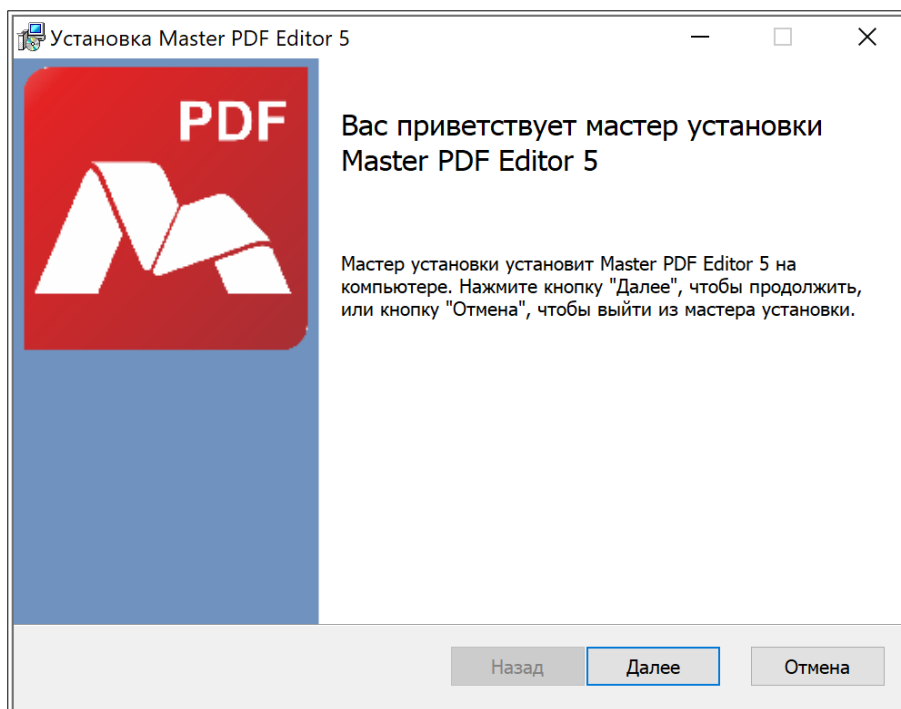 Установка Master PDF Editor 5
PDF
Вас приветствует мастер установки
Master PDF Editor 5
Мастер установки установит Master PDF Editor 5 на
компьютере. Нажмите кнопку "Далее", чтобы продолжить,
или кнопку "Отмена", чтобы выйти из мастера установки.
Назад Далее Отмена